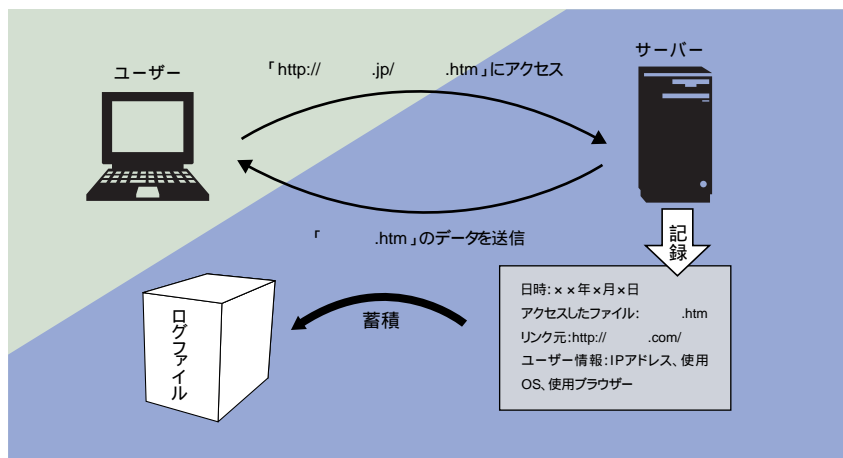 ユーザー
サーバー
「http:// .jp/ .htm」にアクセス
「 .htm」のデータを送信
記録
日時:××年×月×日
アクセスしたファイル: .htm
リンク元:http:// .com/
ユーザー情報:IPアドレス、使用
OS、使用ブラウザー
蓄積
ログファイル